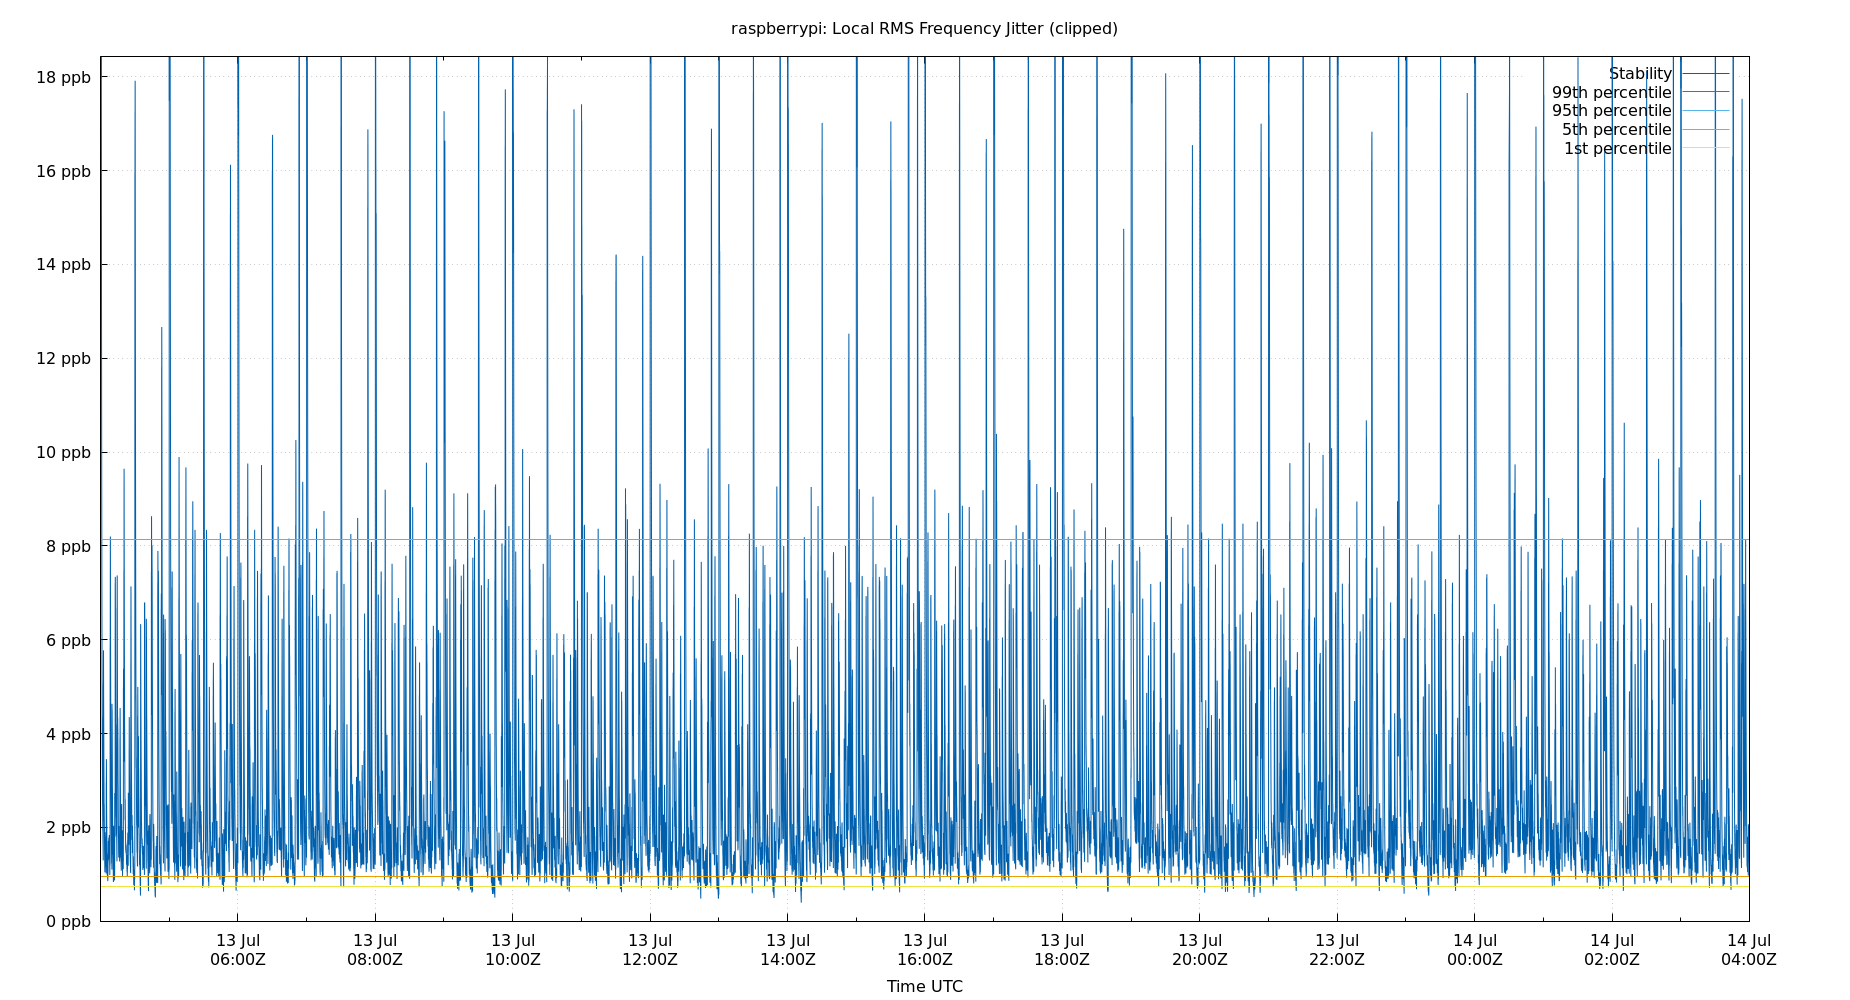 raspberrypi: Local RMS Frequency Jitter (clipped)
18 ppb
16 ppb
14 ppb
12 ppb
10 ppb
8 ppb
6 ppb
4 ppb
2 ppb
0 ppb
Stability
99th percentile
95th percentile
5th percentile
1st percentile
13 Jul 13 Jul 13 Jul 13 Jul 13 Jul 13 Jul 13 Jul 13 Jul 13 Jul 14 Jul 14 Jul 14 Jul
06:00Z 08:00Z 10:00Z 12:00Z 14:00Z 16:00Z 18:00Z 20:00Z 22:00Z 00:00Z 02:00Z 04:00Z
Time UTC